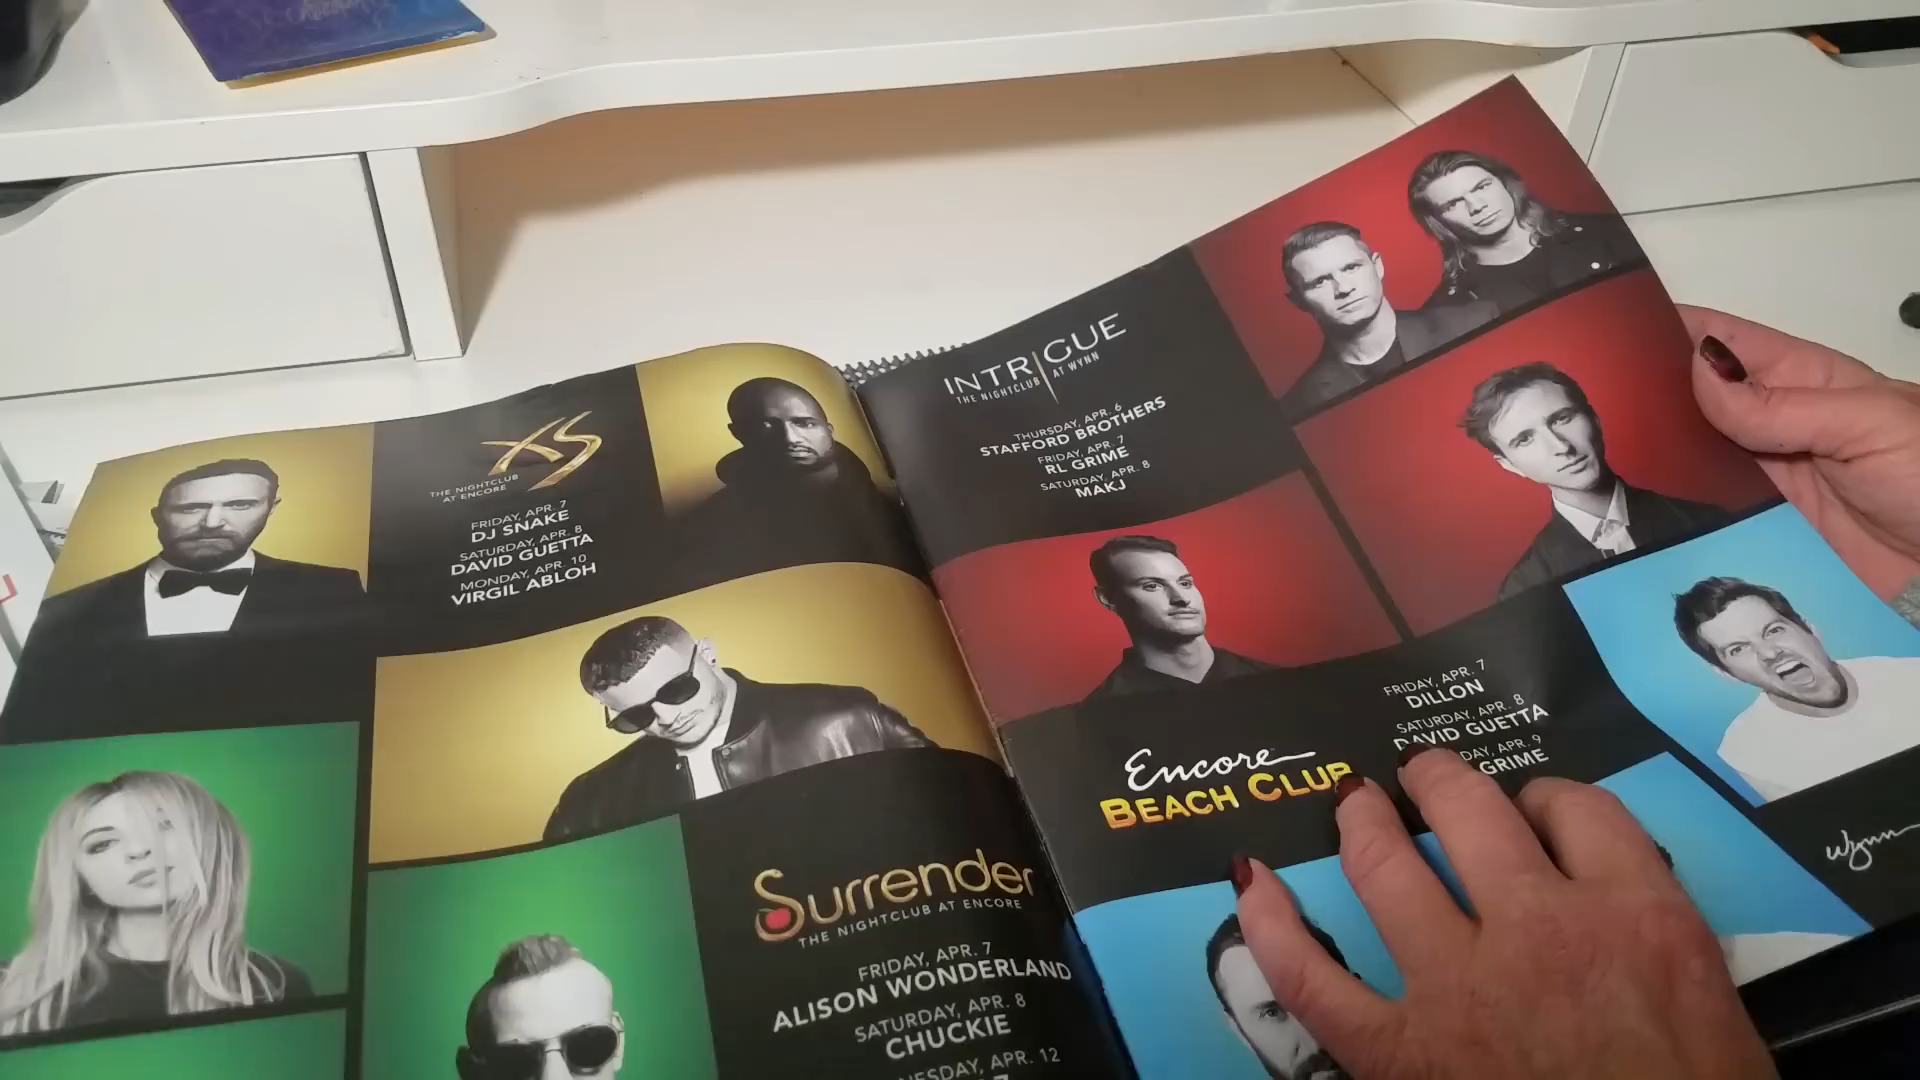 XS
THE NIGHTCLUB
AT ENCORE
FRIDAY, APR. 7
DJ SNAKE
SATURDAY, APR. 8
DAVID GUETTA
MONDAY, APR. 10
VIRGIL ABLOH
Surrender
THE NIGHTCLUB AT ENCORE
FRIDAY, APR. 7
ALISON WONDERLAND
SATURDAY, APR. 8
CHUCKIE
NESDAY, APR. 12
INTRIGUE
THE NIGHTCLUB AT WYNN
THURSDAY, APR. 6
STAFFORD BROTHERS
FRIDAY, APR. 7
RL GRIME
SATURDAY, APR. 8
MAKJ
Encore
BEACH CLUB
FRIDAY, APR. 7
DILLON
SATURDAY, APR. 8
DAVID GUETTA
DAY, APR. 9
GRIME
Wynn